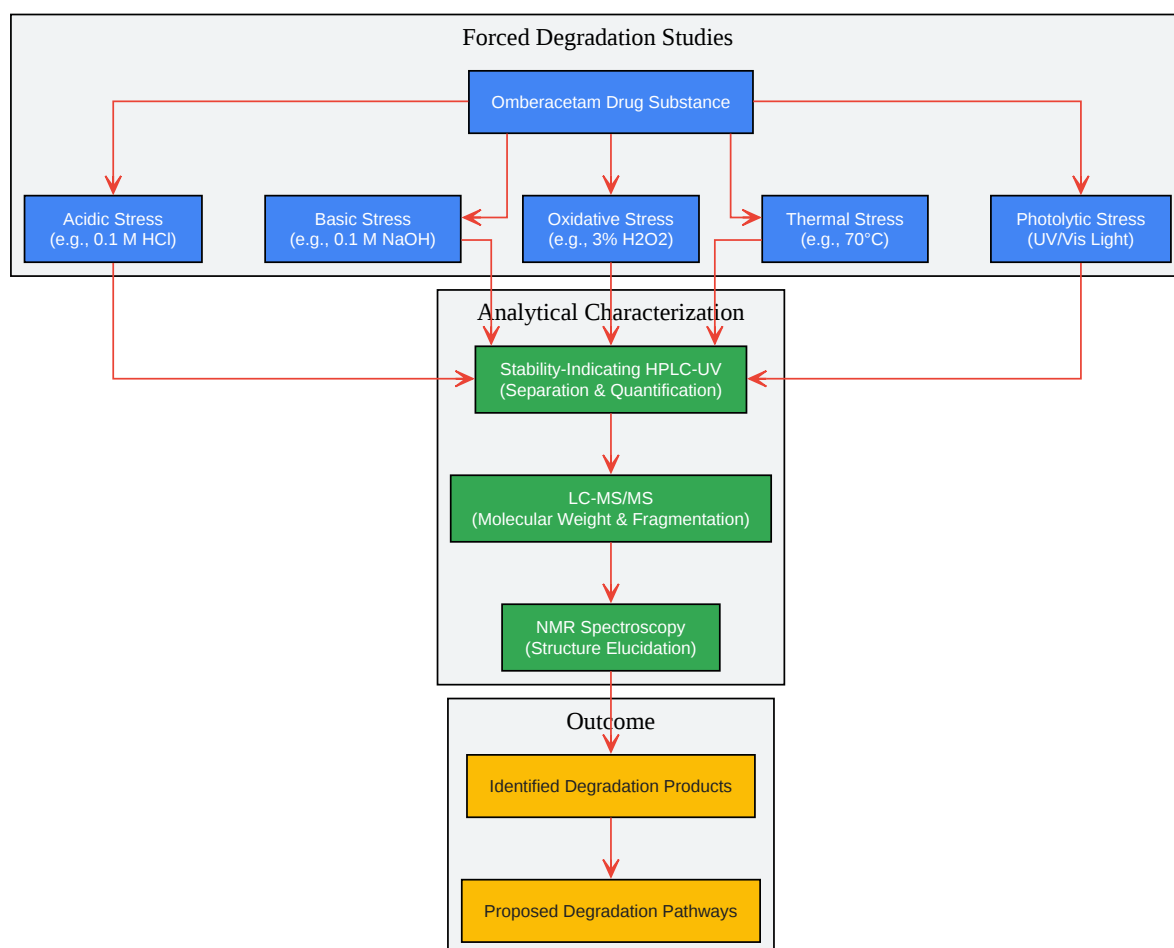 Forced Degradation Studies
Omberacetam Drug Substance
Acidic Stress
(e.g., 0.1 M HCl)
Basic Stress
(e.g., 0.1 M NaOH)
Oxidative Stress
(e.g., 3% H2O2)
Thermal Stress
(e.g., 70°C)
Photolytic Stress
(UV/Vis Light)
Analytical Characterization
Stability-Indicating HPLC-UV
(Separation & Quantification)
LC-MS/MS
(Molecular Weight & Fragmentation)
NMR Spectroscopy
(Structure Elucidation)
Outcome
Identified Degradation Products
Proposed Degradation Pathways